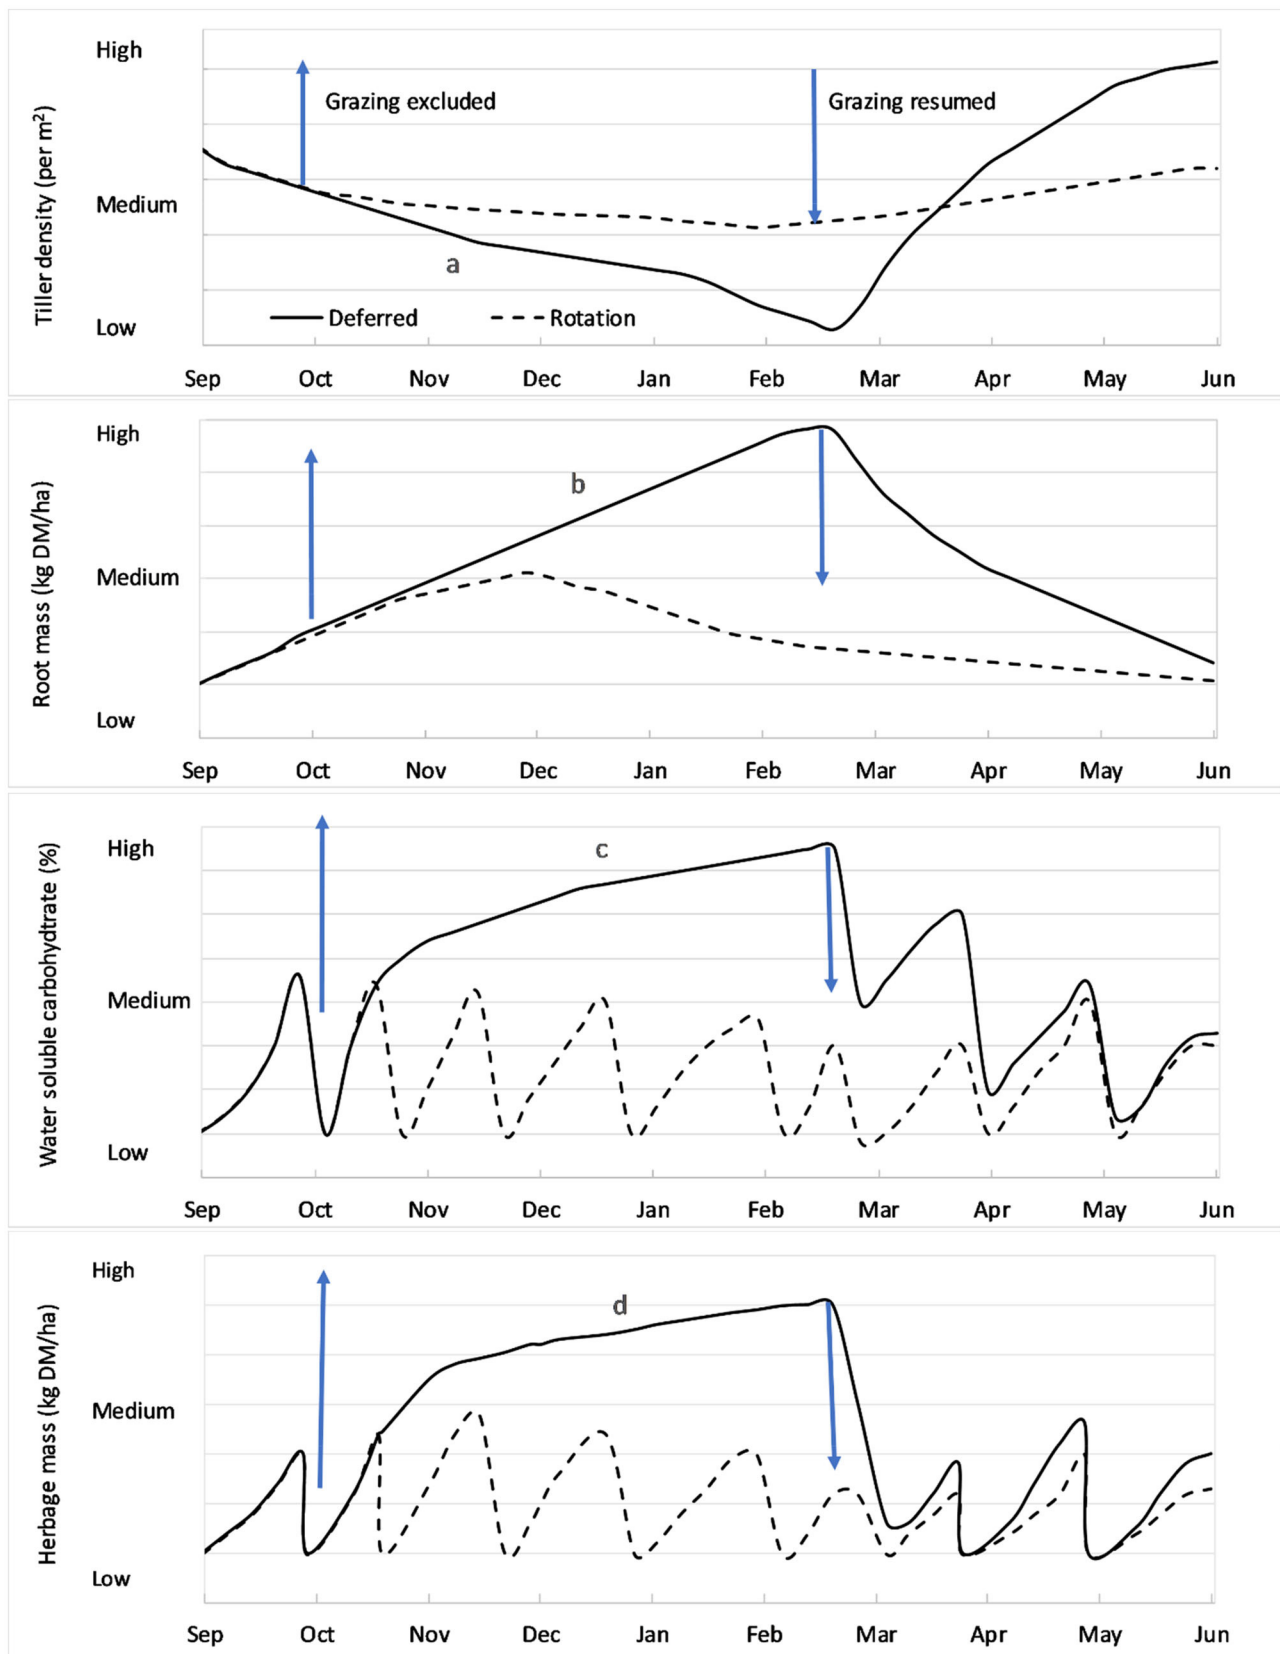 High
Grazing excluded
Grazing resumed
Tiller density (per m²)
Medium
a
Low
Deferred
Rotation
Sep Oct Nov Dec Jan Feb Mar Apr May Jun
High
b
Root mass (kg DM/ha)
Medium
Low
Sep Oct Nov Dec Jan Feb Mar Apr May Jun
High
c
Water soluble carbohydtrate (%)
Medium
Low
Sep Oct Nov Dec Jan Feb Mar Apr May Jun
High
d
Herbage mass (kg DM/ha)
Medium
Low
Sep Oct Nov Dec Jan Feb Mar Apr May Jun